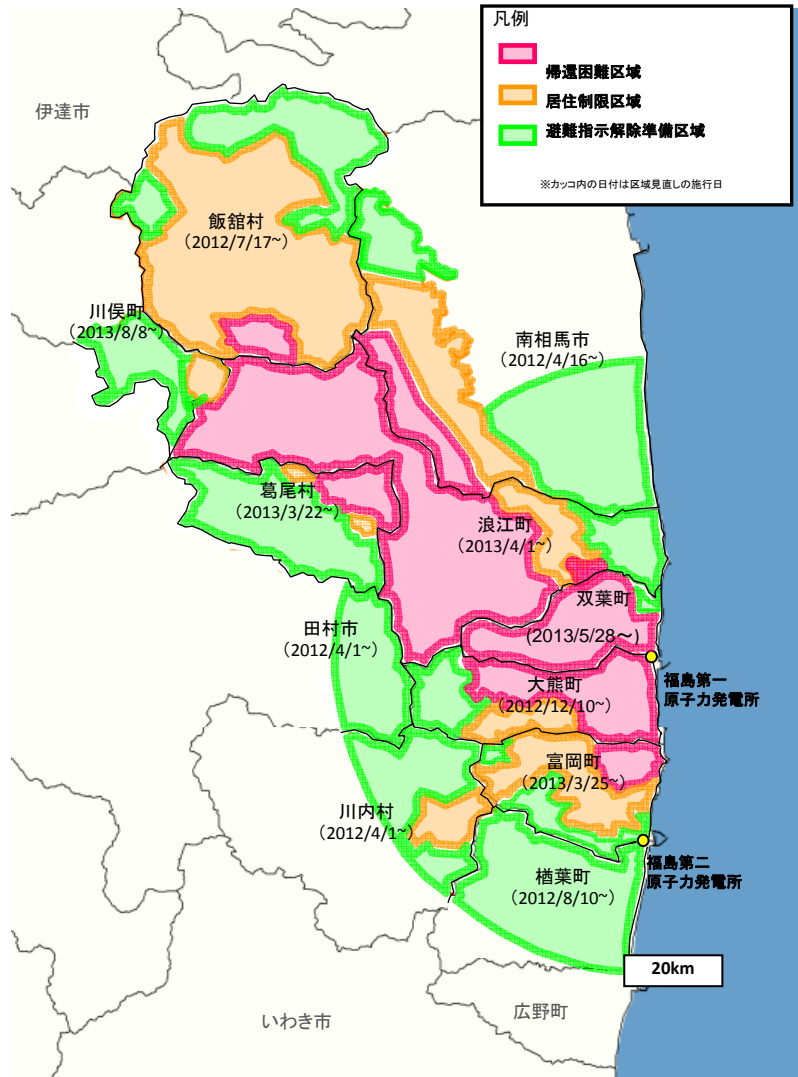 凡例
帰還困難区域
居住制限区域
避難指示解除準備区域
※カッコ内の日付は区域見直しの施行日
伊達市
飯舘村
(2012/7/17~)
川俣町
(2013/8/8~)
南相馬市
(2012/4/16~)
葛尾村
(2013/3/22~)
浪江町
(2013/4/1~)
双葉町
(2013/5/28～)
田村市
(2012/4/1~)
福島第一
原子力発電所
大熊町
(2012/12/10~)
富岡町
(2013/3/25~)
川内村
(2012/4/1~)
福島第二
原子力発電所
楢葉町
(2012/8/10~)
20km
広野町
いわき市